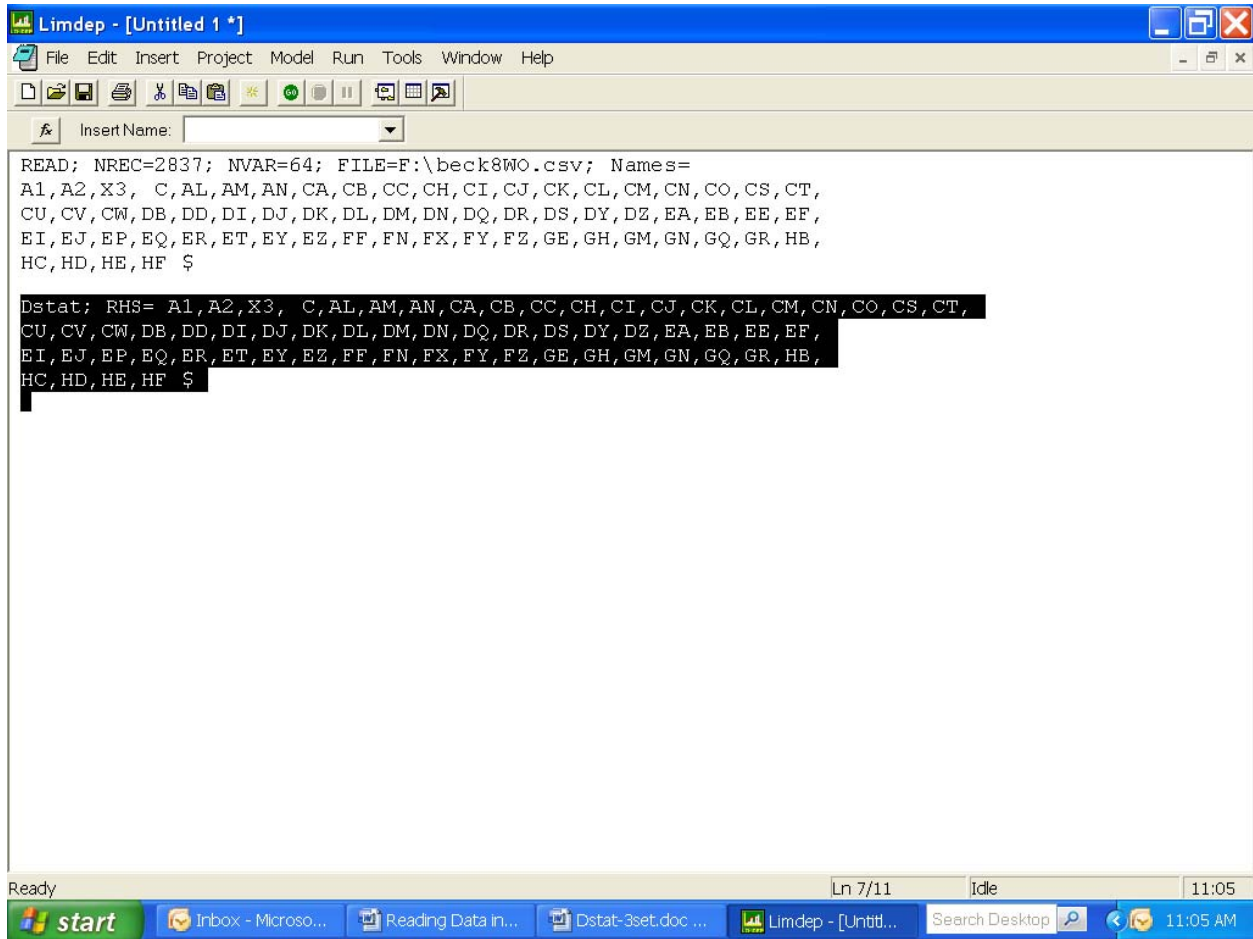 Limdep - [Untitled 1 *]
File Edit Insert Project Model Run Tools Window Help
fx Insert Name:
READ; NREC=2837; NVAR=64; FILE=F:\beck8WO.csv; Names=
A1,A2,X3, C,AL,AM,AN,CA,CB,CC,CH,CI,CJ,CK,CL,CM,CN,CO,CS,CT,
CU,CV,CW,DB,DD,DI,DJ,DK,DL,DM,DN,DQ,DR,DS,DY,DZ,EA,EB,EE,EF,
EI,EJ,EP,EQ,ER,ET,EY,EZ,FF,FN,FX,FY,FZ,GE,GH,GM,GN,GQ,GR,HB,
HC,HD,HE,HF $
Dstat; RHS= A1,A2,X3, C,AL,AM,AN,CA,CB,CC,CH,CI,CJ,CK,CL,CM,CN,CO,CS,CT,
CU,CV,CW,DB,DD,DI,DJ,DK,DL,DM,DN,DQ,DR,DS,DY,DZ,EA,EB,EE,EF,
EI,EJ,EP,EQ,ER,ET,EY,EZ,FF,FN,FX,FY,FZ,GE,GH,GM,GN,GQ,GR,HB,
HC,HD,HE,HF $
Ready Ln 7/11 Idle 11:05
start Inbox - Microso... Reading Data in... Dstat-3set.doc ... Limdep - [Untitl... Search Desktop 11:05 AM